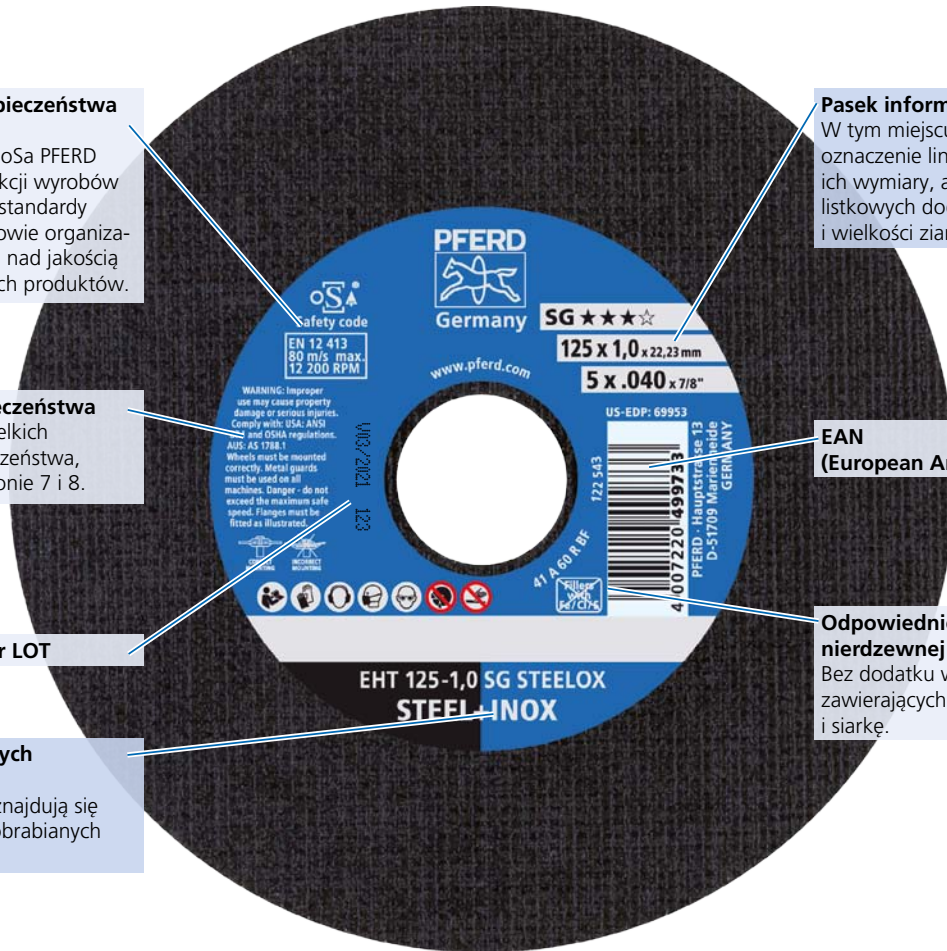 pieczeństwa
oSa PFERD
kcji wyrobów
standardy
owie organiza-
nad jakością
ch produktów.
eczeństwa
elkich
zeństwa,
onie 7 i 8.
r LOT
ych
znajdują się
obrabianych
PFERD
Germany
www.pferd.com
oSa
Safety code
EN 12 413
80 m/s max.
12 200 RPM
WARNING: Improper
use may cause property
damage or serious injuries.
Comply with: USA: ANSI
and OSHA regulations.
AUS: AS 1788.1
Wheels must be mounted
correctly. Metal guards
must be used on all
machines. Danger - do not
exceed the maximum safe
speed. Flanges must be
fitted as illustrated.
CORRECT
MOUNTING
INCORRECT
MOUNTING
V03/2021 123
SG ★★★☆
125 x 1,0 x 22,23 mm
5 x .040 x 7/8"
US-EDP: 69953
122 543
4 007220 499733
PFERD · Hauptstrasse 13
D-51709 Marienheide
GERMANY
41 A 60 R BF
Fillers
with
Fe/Cl/S
EHT 125-1,0 SG STEELOX
STEEL+INOX
Pasek inform
W tym miejscu
oznaczenie lin
ich wymiary, a
listkowych do
i wielkości ziar
EAN
(European Ar
Odpowiednie
nierdzewnej
Bez dodatku w
zawierających
i siarkę.